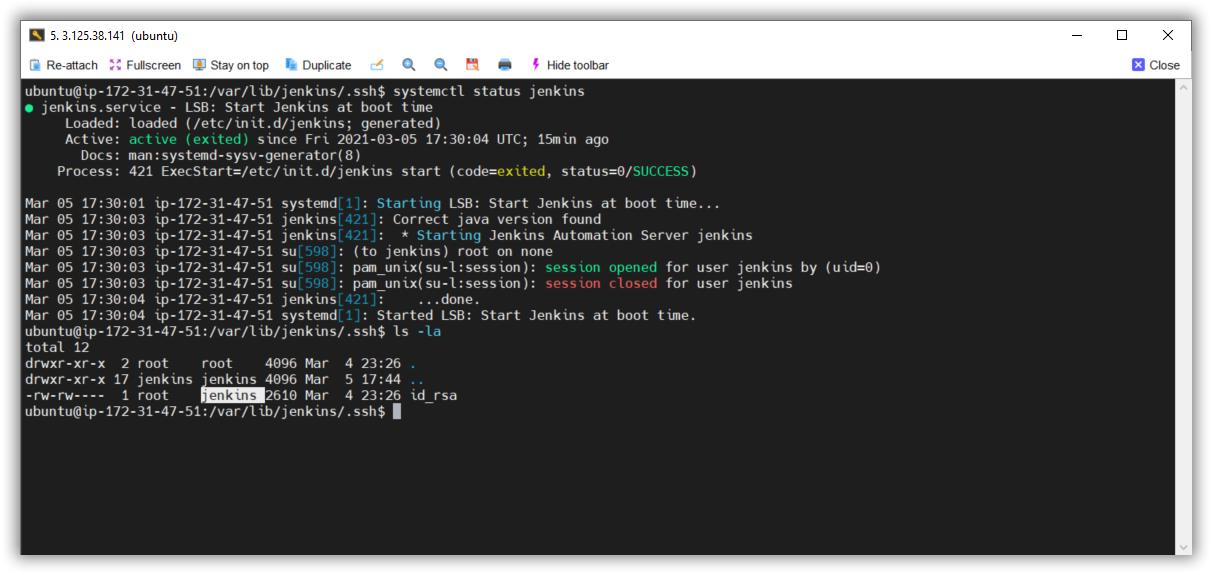 5. 3.125.38.141 (ubuntu)
Re-attach Fullscreen Stay on top Duplicate Hide toolbar Close
ubuntu@ip-172-31-47-51:/var/lib/jenkins/.ssh$ systemctl status jenkins
● jenkins.service - LSB: Start Jenkins at boot time
     Loaded: loaded (/etc/init.d/jenkins; generated)
     Active: active (exited) since Fri 2021-03-05 17:30:04 UTC; 15min ago
       Docs: man:systemd-sysv-generator(8)
    Process: 421 ExecStart=/etc/init.d/jenkins start (code=exited, status=0/SUCCESS)

Mar 05 17:30:01 ip-172-31-47-51 systemd[1]: Starting LSB: Start Jenkins at boot time...
Mar 05 17:30:03 ip-172-31-47-51 jenkins[421]: Correct java version found
Mar 05 17:30:03 ip-172-31-47-51 jenkins[421]:  * Starting Jenkins Automation Server jenkins
Mar 05 17:30:03 ip-172-31-47-51 su[598]: (to jenkins) root on none
Mar 05 17:30:03 ip-172-31-47-51 su[598]: pam_unix(su-l:session): session opened for user jenkins by (uid=0)
Mar 05 17:30:03 ip-172-31-47-51 su[598]: pam_unix(su-l:session): session closed for user jenkins
Mar 05 17:30:04 ip-172-31-47-51 jenkins[421]:    ...done.
Mar 05 17:30:04 ip-172-31-47-51 systemd[1]: Started LSB: Start Jenkins at boot time.
ubuntu@ip-172-31-47-51:/var/lib/jenkins/.ssh$ ls -la
total 12
drwxr-xr-x  2 root    root    4096 Mar  4 23:26 .
drwxr-xr-x 17 jenkins jenkins 4096 Mar  5 17:44 ..
-rw-rw----  1 root    jenkins 2610 Mar  4 23:26 id_rsa
ubuntu@ip-172-31-47-51:/var/lib/jenkins/.ssh$